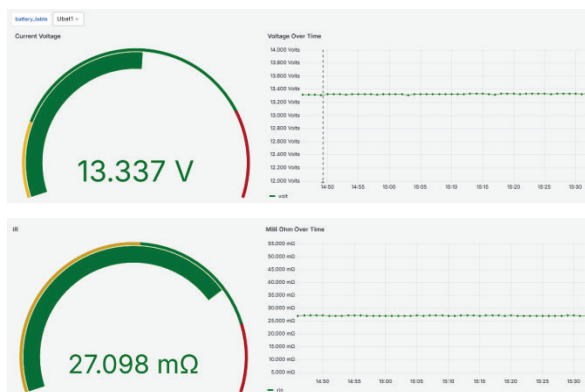 battery_table Ubat1
Current Voltage
13.337 V
Voltage Over Time
14.000 Volts
13.800 Volts
13.600 Volts
13.400 Volts
13.200 Volts
13.000 Volts
12.800 Volts
12.600 Volts
12.400 Volts
12.200 Volts
12.000 Volts
14:50 14:55 15:00 15:05 15:10 15:15 15:20 15:25 15:30
volt
IR
27.098 mΩ
Milli Ohm Over Time
55.000 mΩ
50.000 mΩ
45.000 mΩ
40.000 mΩ
35.000 mΩ
30.000 mΩ
25.000 mΩ
20.000 mΩ
15.000 mΩ
10.000 mΩ
5.000 mΩ
14:50 14:55 15:00 15:05 15:10 15:15 15:20 15:25 15:30